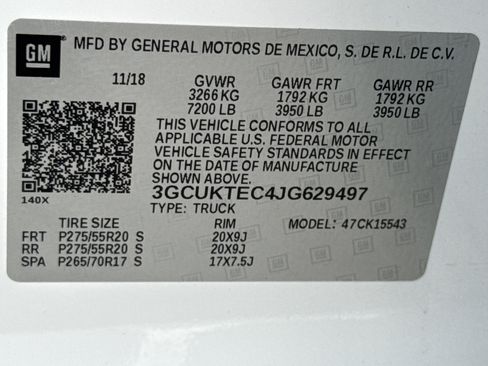 GM MFD BY GENERAL MOTORS DE MEXICO, S. DE R.L. DE C.V.
11/18 GVWR GAWR FRT GAWR RR
3266 KG 1792 KG 1792 KG
7200 LB 3950 LB 3950 LB
THIS VEHICLE CONFORMS TO ALL
APPLICABLE U.S. FEDERAL MOTOR
VEHICLE SAFETY STANDARDS IN EFFECT
ON THE DATE OF MANUFACTURE
SHOWN ABOVE.
140X 3GCUKTEC4JG629497
TYPE: TRUCK
TIRE SIZE RIM MODEL: 47CK15543
FRT P275/55R20 S 20X9J
RR P275/55R20 S 20X9J
SPA P265/70R17 S 17X7.5J